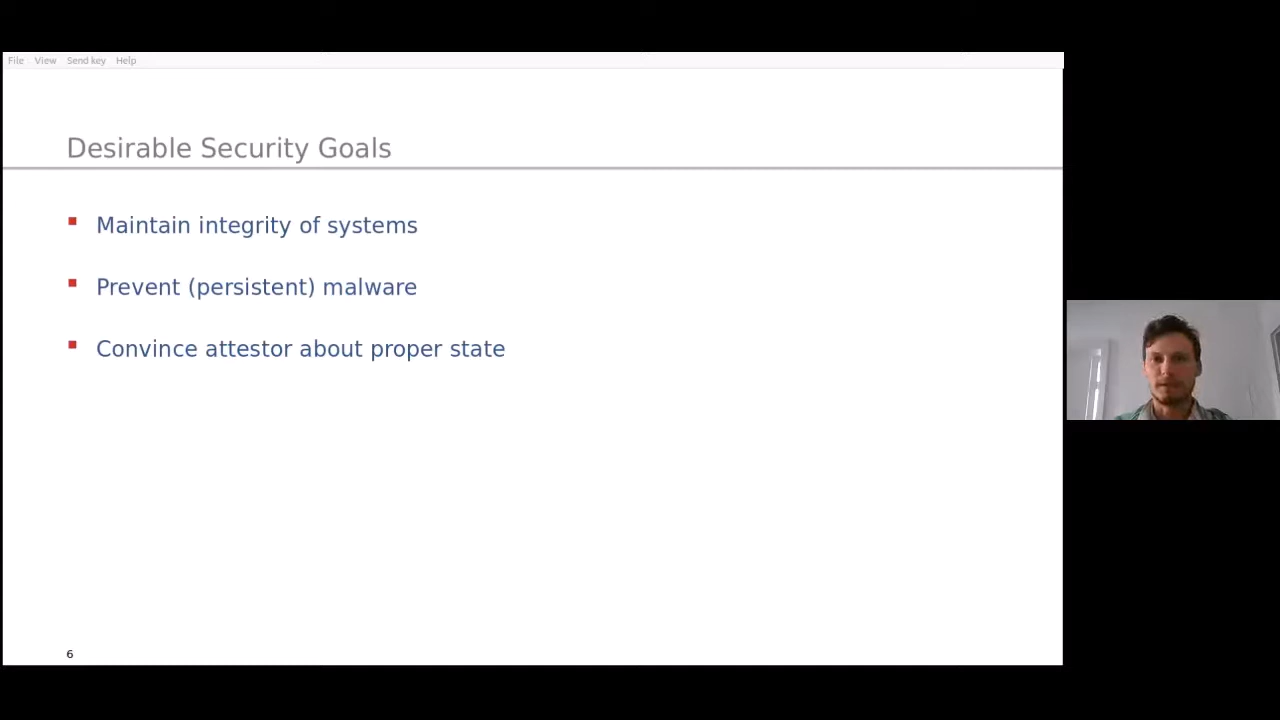 File View Send key Help
Desirable Security Goals
Maintain integrity of systems
Prevent (persistent) malware
Convince attestor about proper state
6